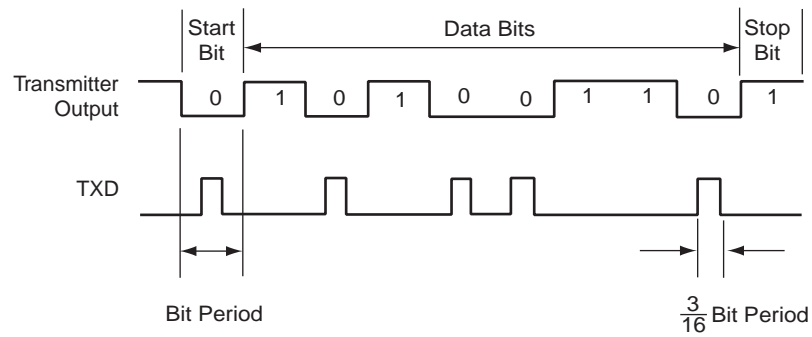 Start
Bit
Data Bits
Stop
Bit
Transmitter
Output
0 1 0 1 0 0 1 1 0 1
TXD
Bit Period
3
16 Bit Period